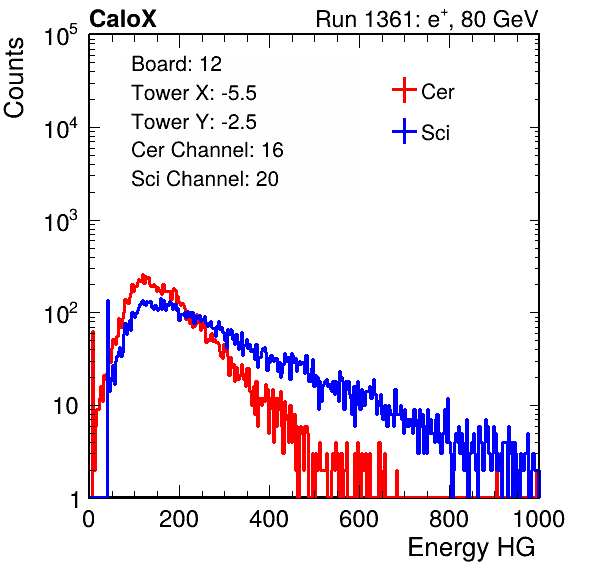 CaloX Run 1361: e⁺, 80 GeV
Counts
10⁵
10⁴
10³
10²
10
1
Board: 12
Tower X: -5.5
Tower Y: -2.5
Cer Channel: 16
Sci Channel: 20
Cer
Sci
0 200 400 600 800 1000
Energy HG